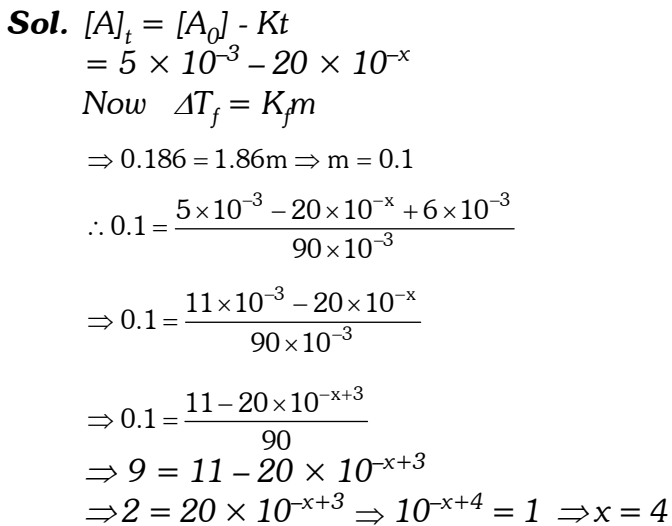 Sol. [A]ₜ = [A₀] - Kt
= 5 × 10⁻³ – 20 × 10⁻ˣ
Now ΔT_f = K_f m
⇒ 0.186 = 1.86m ⇒ m = 0.1
∴ 0.1 = (5×10⁻³ − 20×10⁻ˣ + 6×10⁻³) / (90×10⁻³)
⇒ 0.1 = (11×10⁻³ − 20×10⁻ˣ) / (90×10⁻³)
⇒ 0.1 = (11 − 20×10⁻ˣ⁺³) / 90
⇒ 9 = 11 – 20 × 10⁻ˣ⁺³
⇒ 2 = 20 × 10⁻ˣ⁺³ ⇒ 10⁻ˣ⁺⁴ = 1 ⇒ x = 4